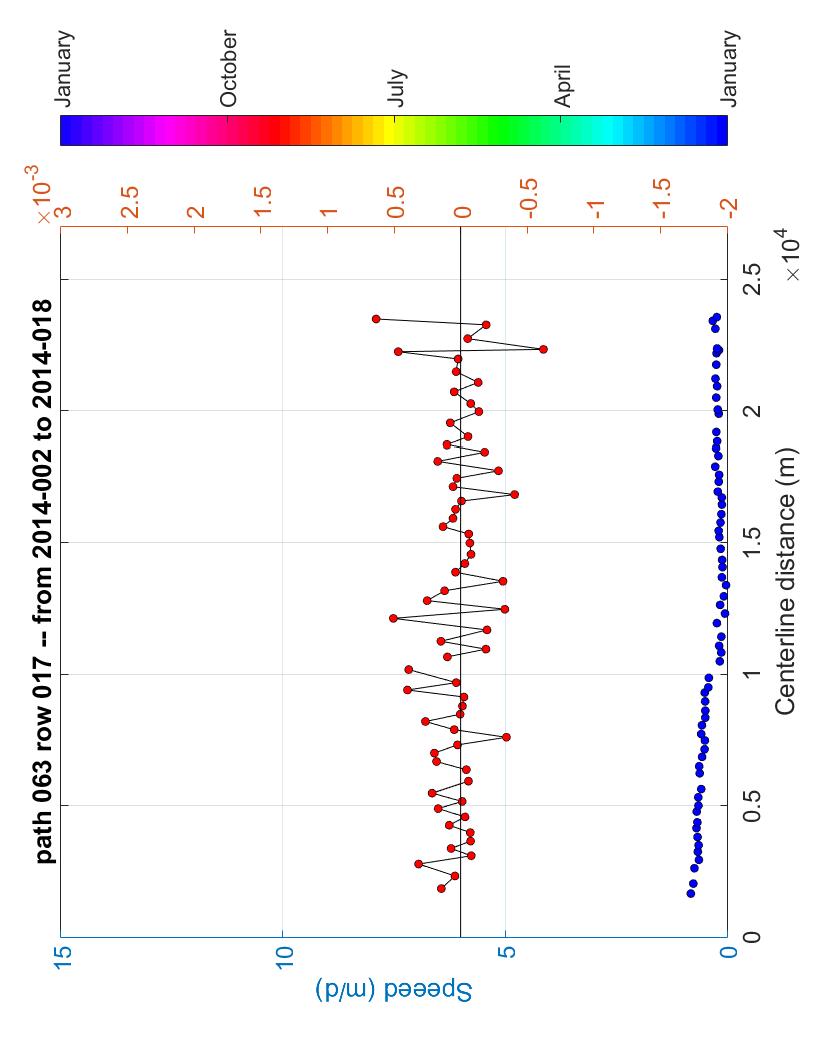 path 063 row 017 -- from 2014-002 to 2014-018
Speeed (m/d)
15
10
5
0
0
0.5
1
1.5
2
2.5
×10^4
Centerline distance (m)
×10^-3
3
2.5
2
1.5
1
0.5
0
-0.5
-1
-1.5
-2
January
October
July
April
January